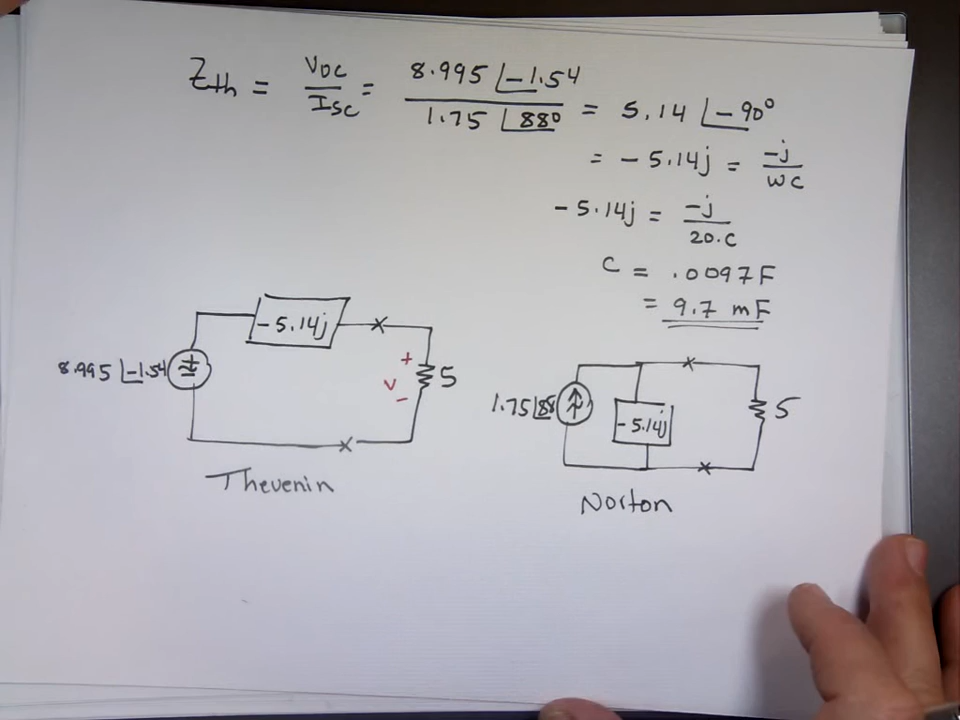 Zth = VOC / ISC = 8.995 ∠-1.54 / 1.75 ∠88° = 5.14 ∠-90°
= -5.14j = -j / wc
-5.14j = -j / 20.C
C = .0097F
= 9.7 mF
-5.14j
8.995 ∠-1.54
+
V
-
5
Thevenin
1.75∠88
-5.14j
5
Norton